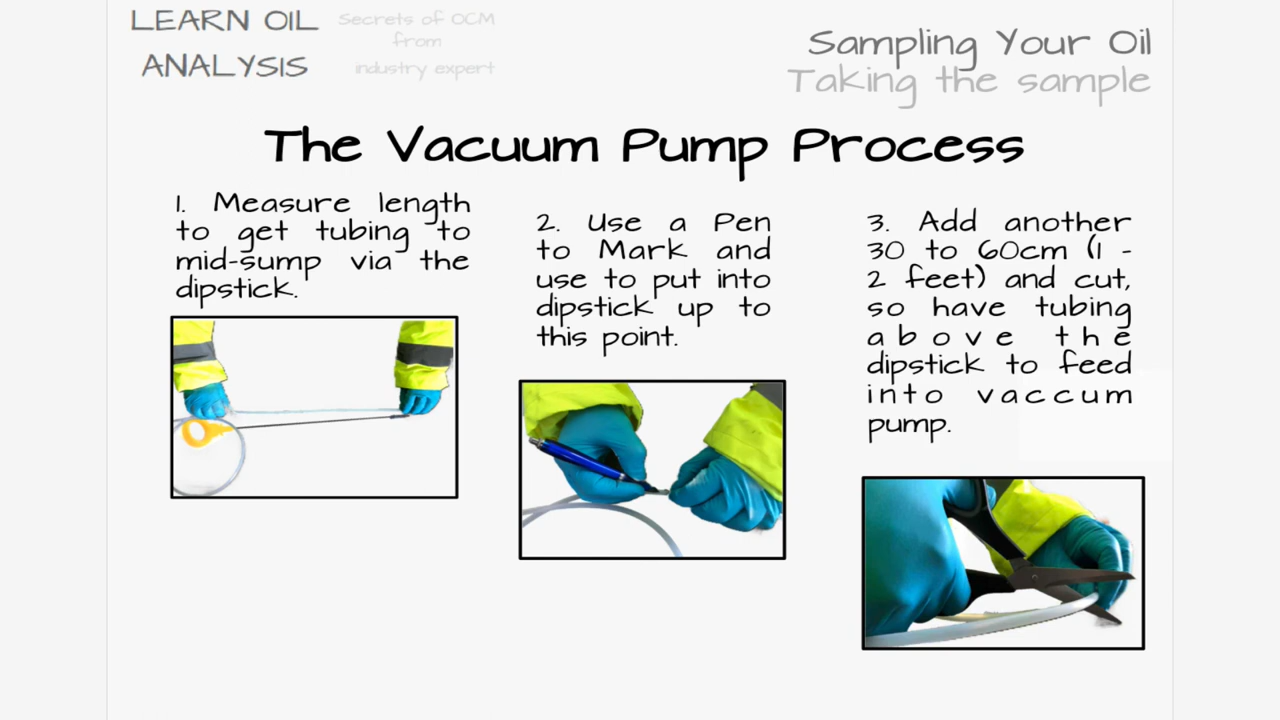 LEARN OIL
ANALYSIS
Secrets of OCM
from
industry expert
Sampling Your Oil
Taking the sample
The Vacuum Pump Process
1. Measure length
to get tubing to
mid-sump via the
dipstick.
2. Use a Pen
to Mark and
use to put into
dipstick up to
this point.
3. Add another
30 to 60cm (1 -
2 feet) and cut,
so have tubing
above the
dipstick to feed
into vaccum
pump.